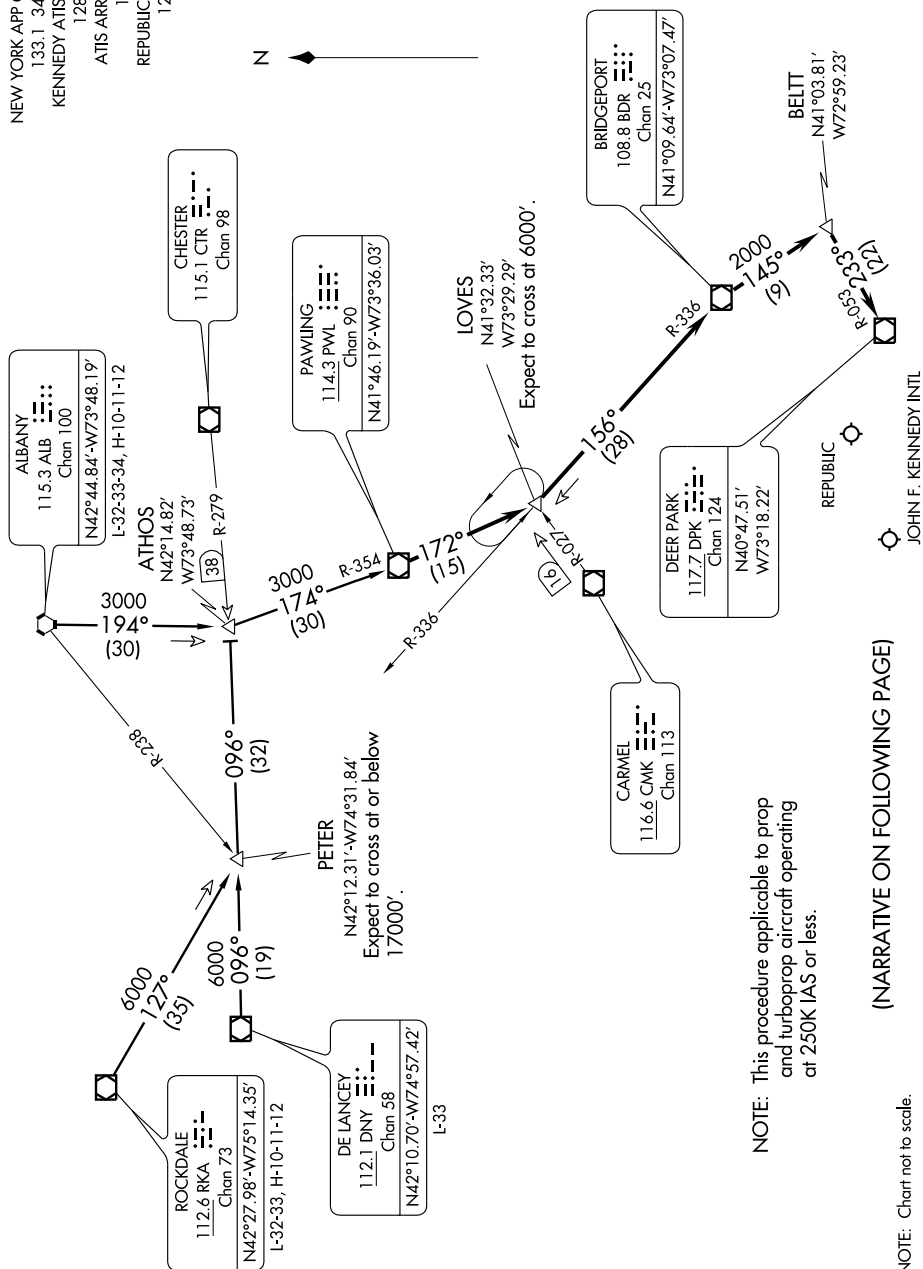 NEW YORK APP
133.1 34
KENNEDY ATIS
128
ATIS ARR
1
REPUBLIC
12
N
ALBANY
115.3 ALB
Chan 100
N42°44.84'-W73°48.19'
L-32-33-34, H-10-11-12
CHESTER
115.1 CTR
Chan 98
ATHOS
N42°14.82'
W73°48.73'
38
R-279
3000
194°
(30)
R-238
ROCKDALE
112.6 RKA
Chan 73
N42°27.98'-W75°14.35'
L-32-33, H-10-11-12
6000
127°
(35)
DE LANCEY
112.1 DNY
Chan 58
N42°10.70'-W74°57.42'
L-33
6000
096°
(19)
PETER
N42°12.31'-W74°31.84'
Expect to cross at or below
17000'.
096°
(32)
3000
174°
(30)
R-354
PAWLING
114.3 PWL
Chan 90
N41°46.19'-W73°36.03'
172°
(15)
R-336
LOVES
N41°32.33'
W73°29.29'
Expect to cross at 6000'.
16
R-027
CARMEL
116.6 CMK
Chan 113
156°
(28)
R-336
BRIDGEPORT
108.8 BDR
Chan 25
N41°09.64'-W73°07.47'
2000
145°
(9)
BELTT
N41°03.81'
W72°59.23'
R-053
233°
(22)
DEER PARK
117.7 DPK
Chan 124
N40°47.51'
W73°18.22'
REPUBLIC
JOHN F. KENNEDY INTL
NOTE: This procedure applicable to prop
and turboprop aircraft operating
at 250K IAS or less.
(NARRATIVE ON FOLLOWING PAGE)
NOTE: Chart not to scale.